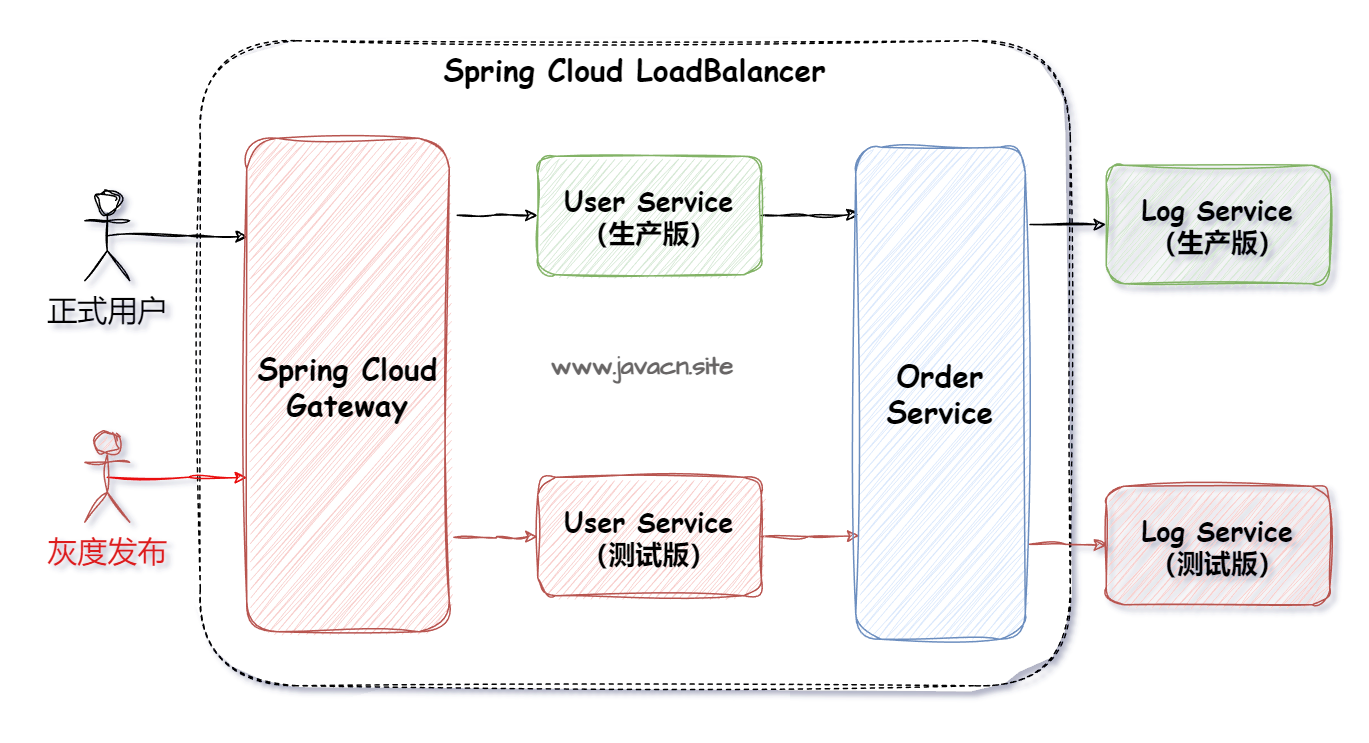 Spring Cloud LoadBalancer
正式用户
灰度发布
Spring Cloud
Gateway
User Service
(生产版)
www.javacn.site
User Service
(测试版)
Order
Service
Log Service
(生产版)
Log Service
(测试版)